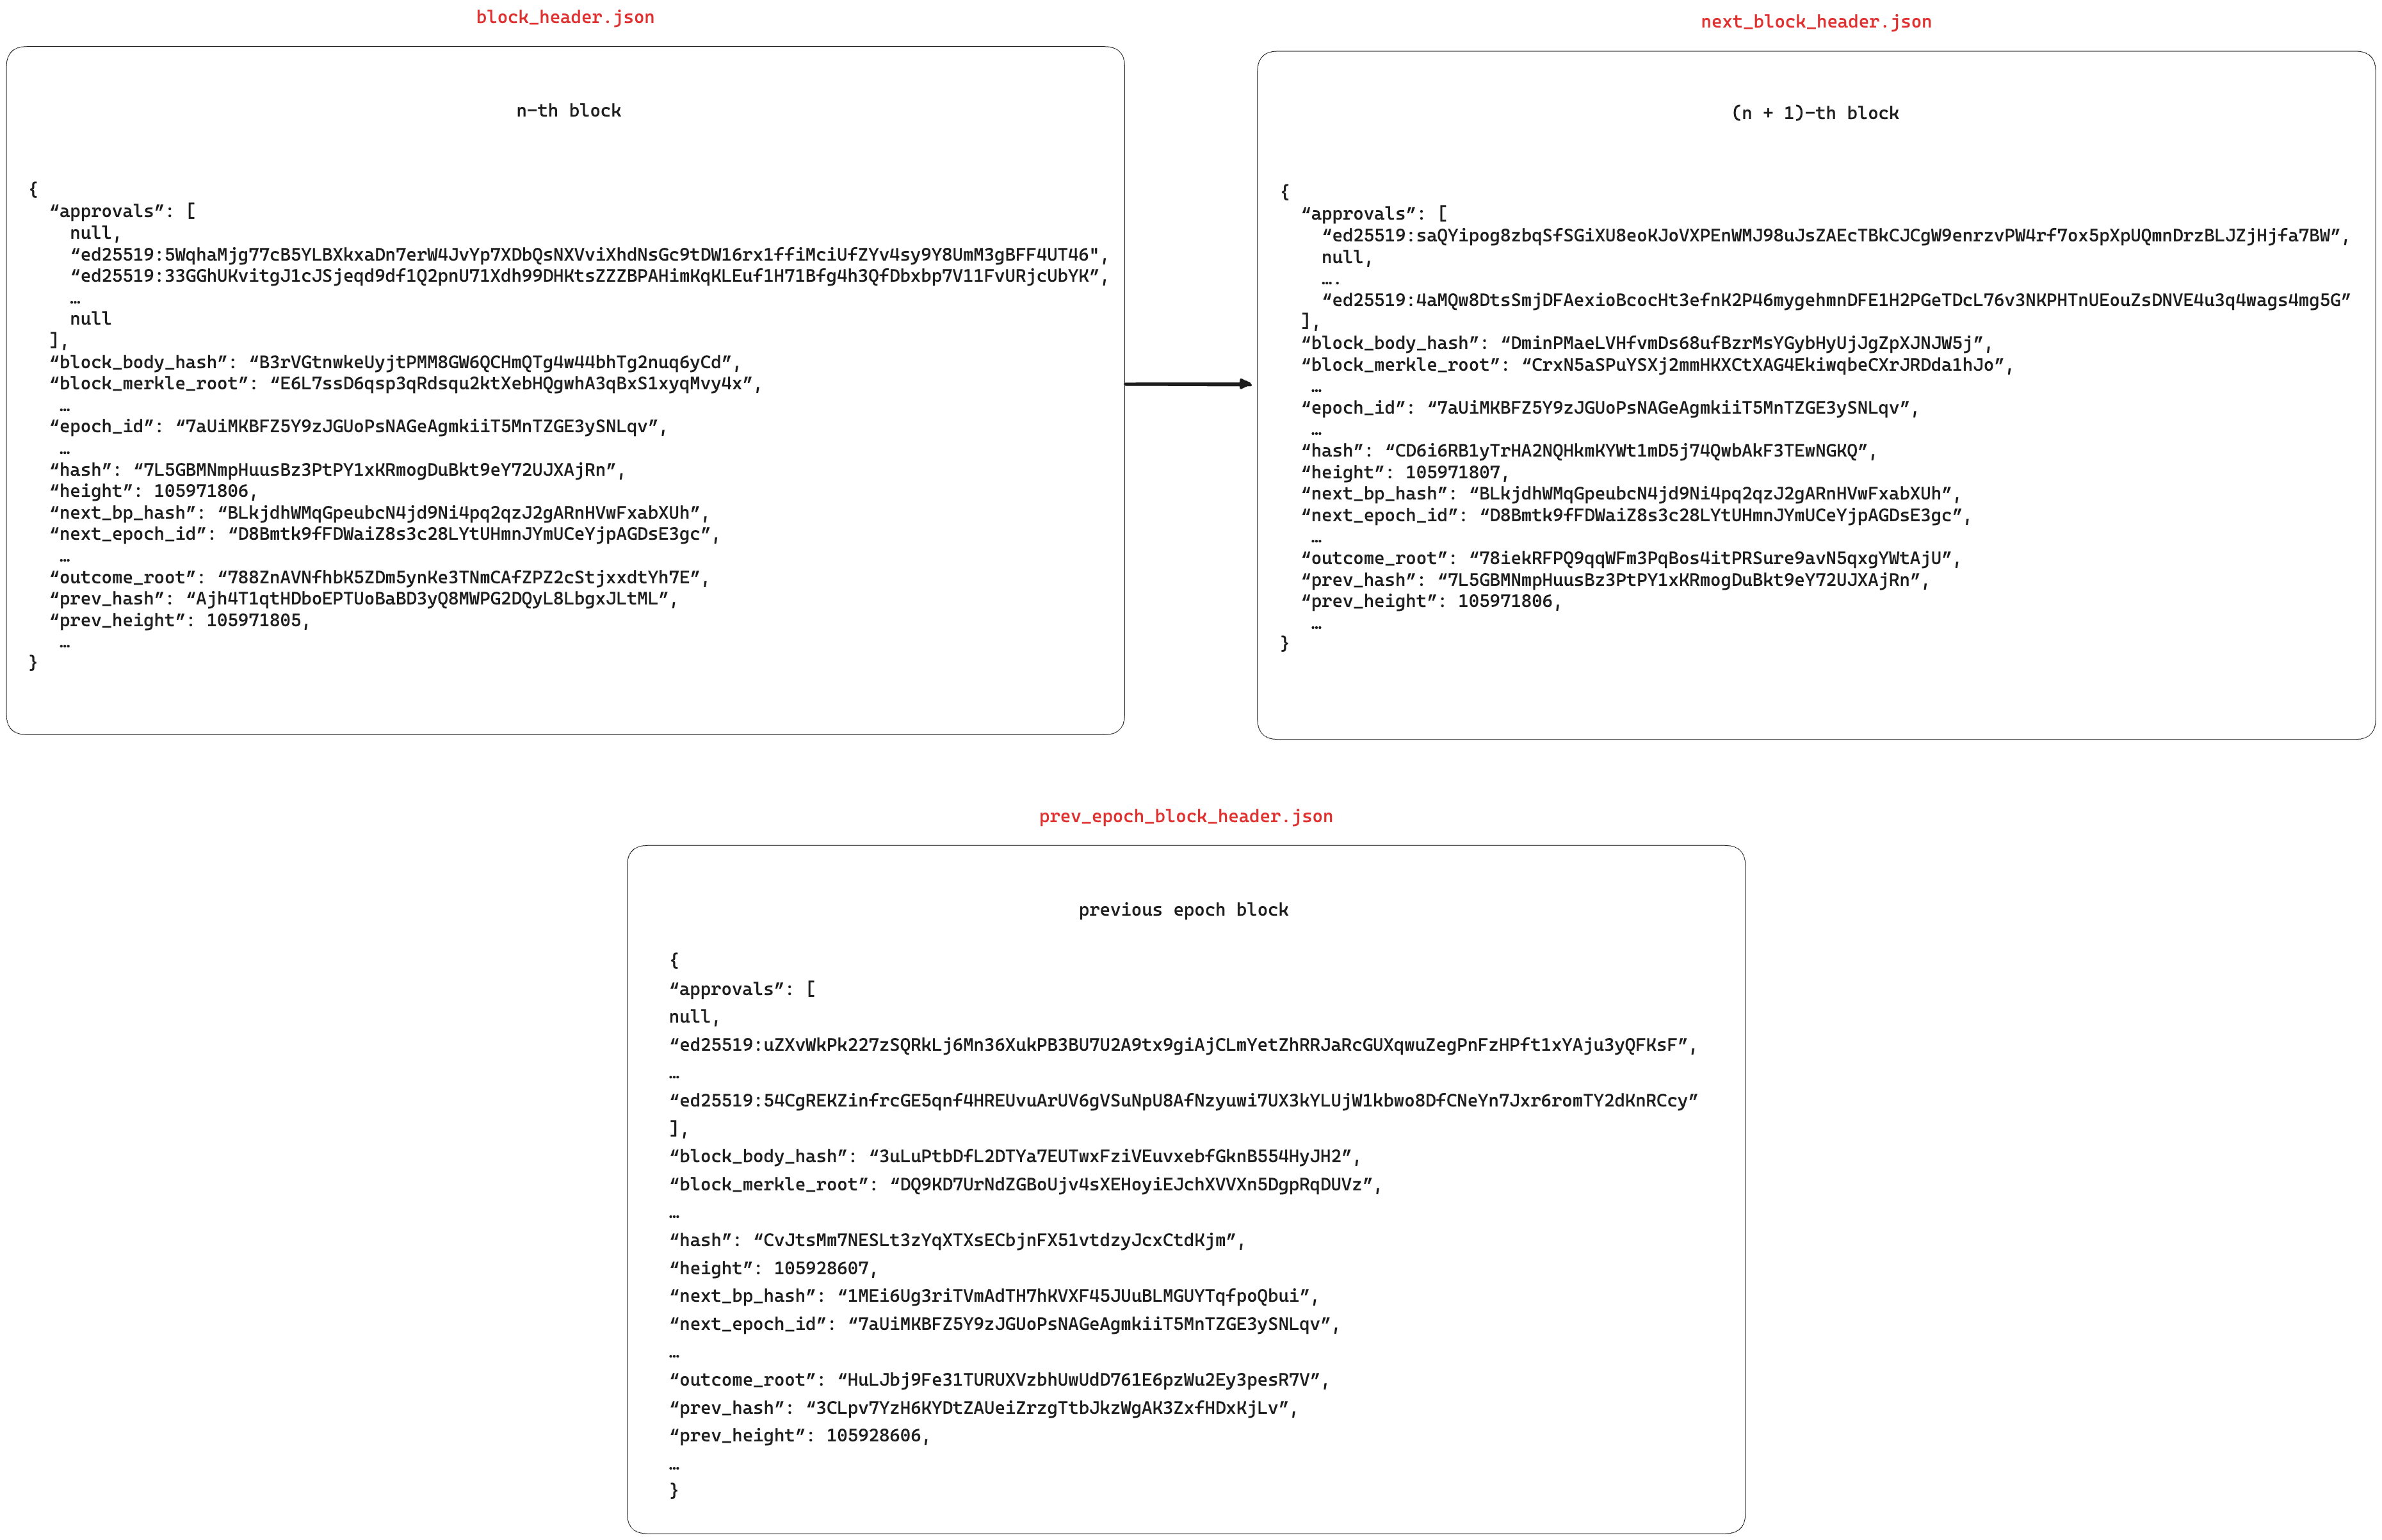 block_header.json
n-th block
{
“approvals”: [
null,
“ed25519:5WqhaMjg77cB5YLBXkxaDn7erW4JvYp7XDbQsNXVviXhdNsGc9tDW16rx1ffiMciUfZYv4sy9Y8UmM3gBFF4UT46",
“ed25519:33GGhUKvitgJ1cJSjeqd9df1Q2pnU71Xdh99DHKtsZZZBPAHimKqKLEuf1H71Bfg4h3QfDbxbp7V11FvURjcUbYK”,
…
null
],
“block_body_hash”: “B3rVGtnwkeUyjtPMM8GW6QCHmQTg4w44bhTg2nuq6yCd”,
“block_merkle_root”: “E6L7ssD6qsp3qRdsqu2ktXebHQgwhA3qBxS1xyqMvy4x”,
…
“epoch_id”: “7aUiMKBFZ5Y9zJGUoPsNAGeAgmkiiT5MnTZGE3ySNLqv”,
…
“hash”: “7L5GBMNmpHuusBz3PtPY1xKRmogDuBkt9eY72UJXAjRn”,
“height”: 105971806,
“next_bp_hash”: “BLkjdhWMqGpeubcN4jd9Ni4pq2qzJ2gARnHVwFxabXUh”,
“next_epoch_id”: “D8Bmtk9fFDWaiZ8s3c28LYtUHmnJYmUCeYjpAGDsE3gc”,
…
“outcome_root”: “788ZnAVNfhbK5ZDm5ynKe3TNmCAfZPZ2cStjxxdtYh7E”,
“prev_hash”: “Ajh4T1qtHDboEPTUoBaBD3yQ8MWPG2DQyL8LbgxJLtML”,
“prev_height”: 105971805,
…
}
next_block_header.json
(n + 1)-th block
{
“approvals”: [
“ed25519:saQYipog8zbqSfSGiXU8eoKJoVXPEnWMJ98uJsZAEcTBkCJCgW9enrzvPW4rf7ox5pXpUQmnDrzBLJZjHjfa7BW”,
null,
….
“ed25519:4aMQw8DtsSmjDFAexioBcocHt3efnK2P46mygehmnDFE1H2PGeTDcL76v3NKPHTnUEouZsDNVE4u3q4wags4mg5G”
],
“block_body_hash”: “DminPMaeLVHfvmDs68ufBzrMsYGybHyUjJgZpXJNJW5j”,
“block_merkle_root”: “CrxN5aSPuYSXj2mmHKXCtXAG4EkiwqbeCXrJRDda1hJo”,
…
“epoch_id”: “7aUiMKBFZ5Y9zJGUoPsNAGeAgmkiiT5MnTZGE3ySNLqv”,
…
“hash”: “CD6i6RB1yTrHA2NQHkmKYWt1mD5j74QwbAkF3TEwNGKQ”,
“height”: 105971807,
“next_bp_hash”: “BLkjdhWMqGpeubcN4jd9Ni4pq2qzJ2gARnHVwFxabXUh”,
“next_epoch_id”: “D8Bmtk9fFDWaiZ8s3c28LYtUHmnJYmUCeYjpAGDsE3gc”,
…
“outcome_root”: “78iekRFPQ9qqWFm3PqBos4itPRSure9avN5qxgYWtAjU”,
“prev_hash”: “7L5GBMNmpHuusBz3PtPY1xKRmogDuBkt9eY72UJXAjRn”,
“prev_height”: 105971806,
…
}
prev_epoch_block_header.json
previous epoch block
{
“approvals”: [
null,
“ed25519:uZXvWkPk227zSQRkLj6Mn36XukPB3BU7U2A9tx9giAjCLmYetZhRRJaRcGUXqwuZegPnFzHPft1xYAju3yQFKsF”,
…
“ed25519:54CgREKZinfrcGE5qnf4HREUvuArUV6gVSuNpU8AfNzyuwi7UX3kYLUjW1kbwo8DfCNeYn7Jxr6romTY2dKnRCcy”
],
“block_body_hash”: “3uLuPtbDfL2DTYa7EUTwxFziVEuvxebfGknB554HyJH2”,
“block_merkle_root”: “DQ9KD7UrNdZGBoUjv4sXEHoyiEJchXVVXn5DgpRqDUVz”,
…
“hash”: “CvJtsMm7NESLt3zYqXTXsECbjnFX51vtdzyJcxCtdKjm”,
“height”: 105928607,
“next_bp_hash”: “1MEi6Ug3riTVmAdTH7hKVXF45JUuBLMGUYTqfpoQbui”,
“next_epoch_id”: “7aUiMKBFZ5Y9zJGUoPsNAGeAgmkiiT5MnTZGE3ySNLqv”,
…
“outcome_root”: “HuLJbj9Fe31TURUXVzbhUwUdD761E6pzWu2Ey3pesR7V”,
“prev_hash”: “3CLpv7YzH6KYDtZAUeiZrzgTtbJkzWgAK3ZxfHDxKjLv”,
“prev_height”: 105928606,
…
}